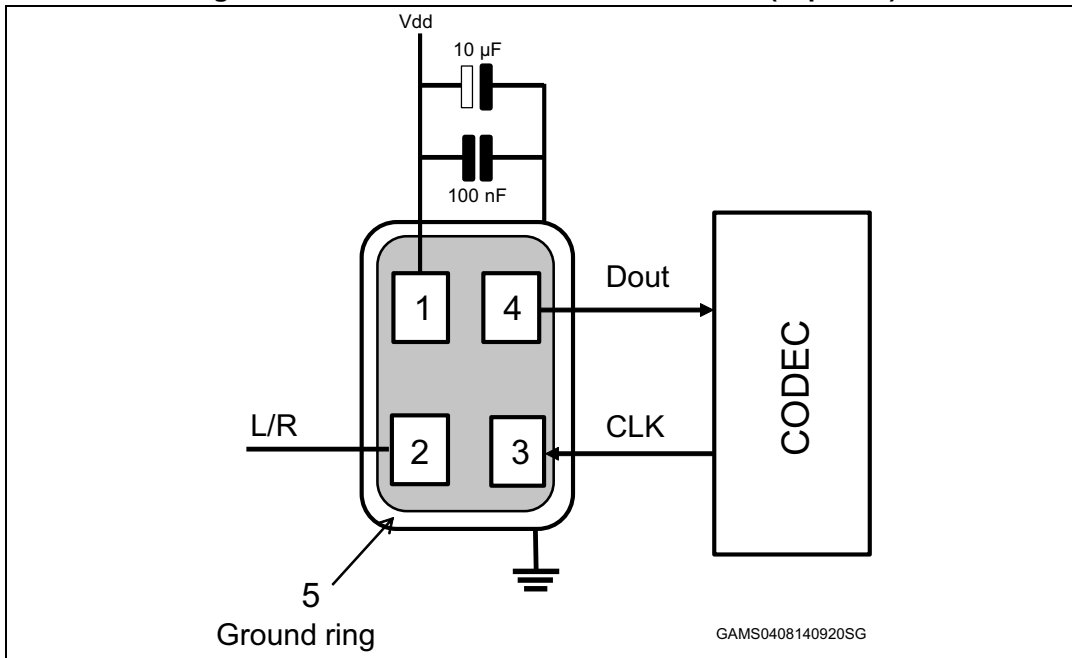 Vdd
10 µF
100 nF
1
4
Dout
L/R
2
3
CLK
CODEC
5
Ground ring
GAMS0408140920SG